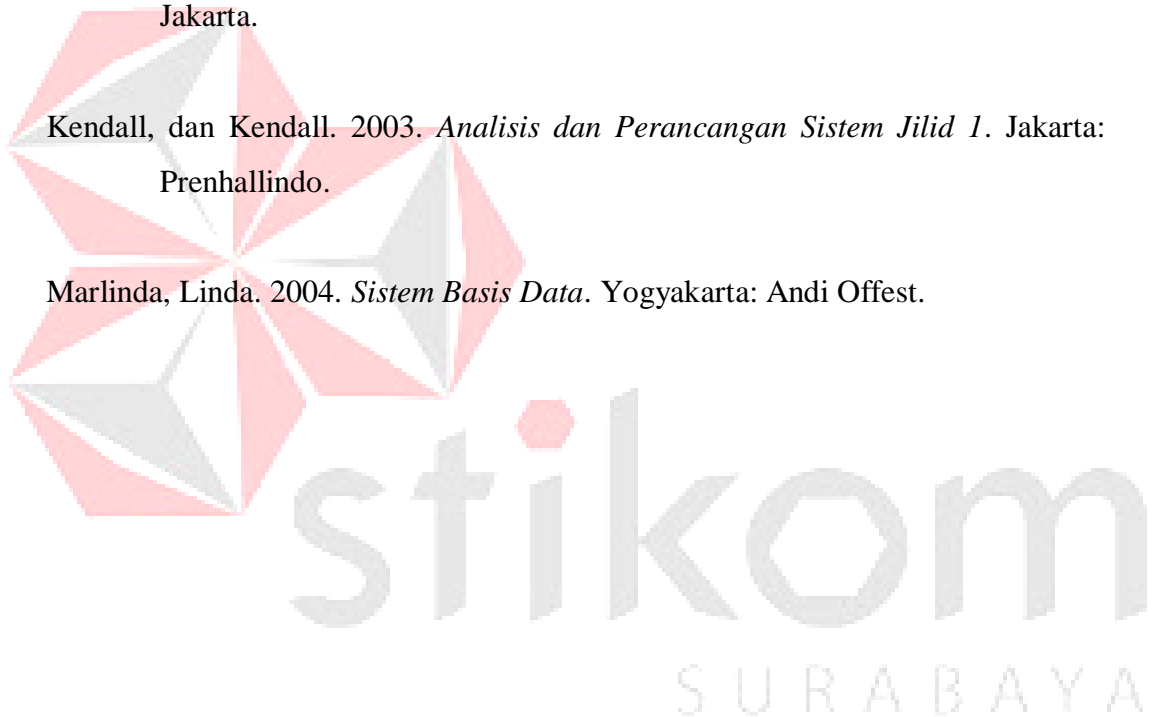 Jakarta.
Kendall, dan Kendall. 2003. Analisis dan Perancangan Sistem Jilid 1. Jakarta:
Prenhallindo.
Marlinda, Linda. 2004. Sistem Basis Data. Yogyakarta: Andi Offest.
stikom
SURABAYA